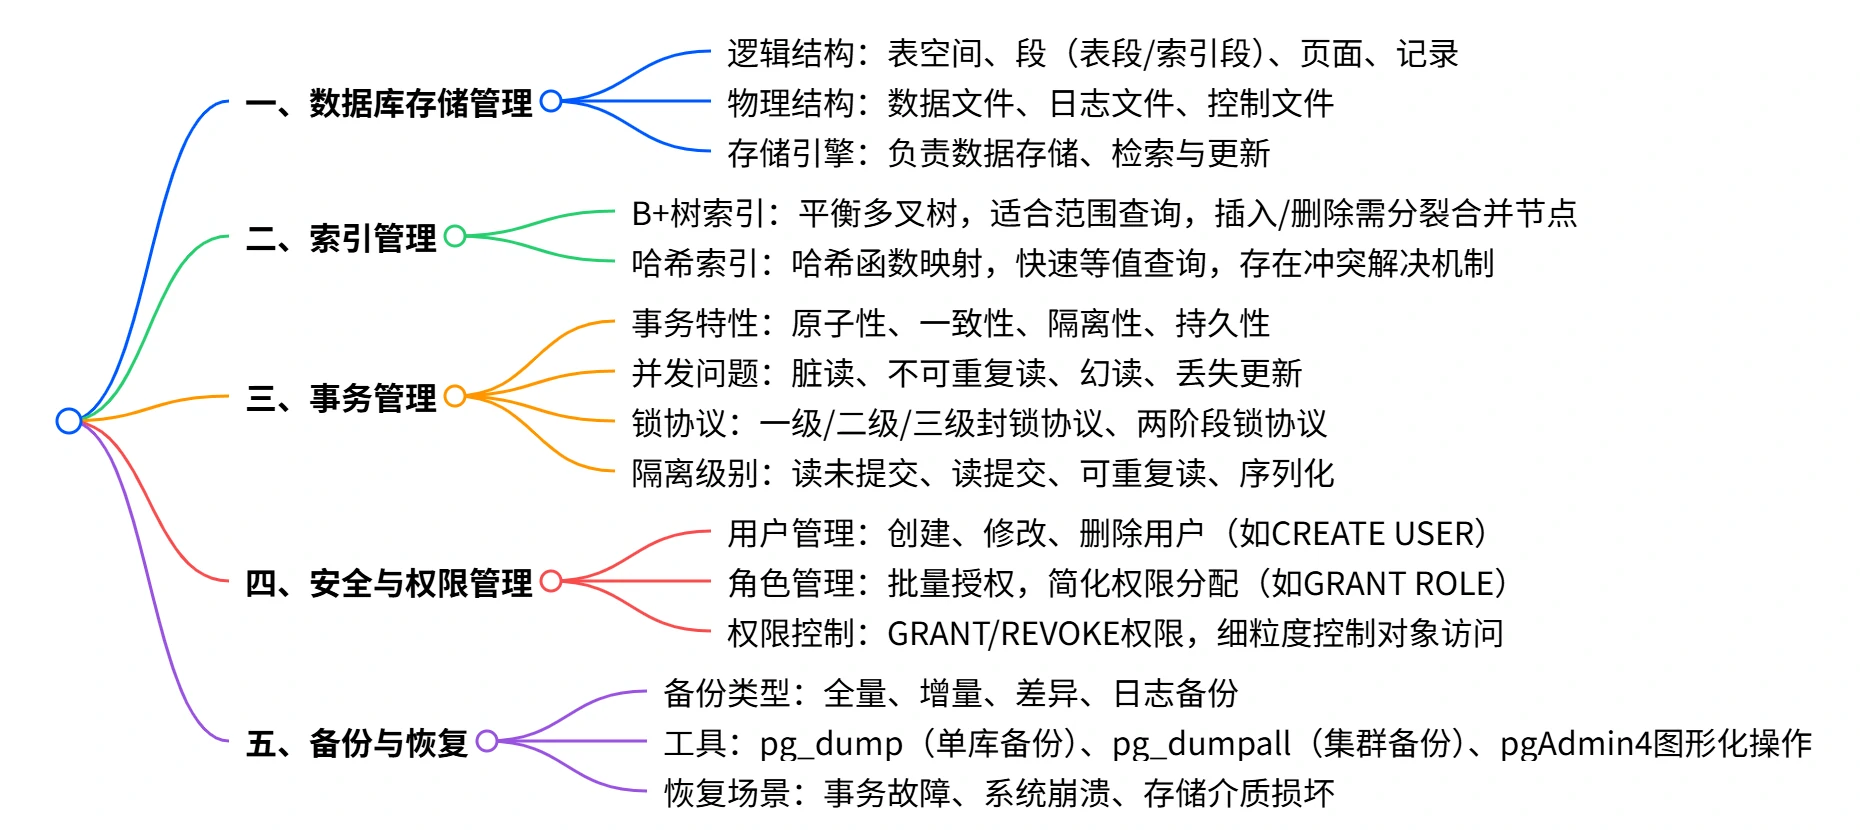 一、数据库存储管理
逻辑结构：表空间、段（表段/索引段）、页面、记录
物理结构：数据文件、日志文件、控制文件
存储引擎：负责数据存储、检索与更新
二、索引管理
B+树索引：平衡多叉树，适合范围查询，插入/删除需分裂合并节点
哈希索引：哈希函数映射，快速等值查询，存在冲突解决机制
三、事务管理
事务特性：原子性、一致性、隔离性、持久性
并发问题：脏读、不可重复读、幻读、丢失更新
锁协议：一级/二级/三级封锁协议、两阶段锁协议
隔离级别：读未提交、读提交、可重复读、序列化
四、安全与权限管理
用户管理：创建、修改、删除用户（如CREATE USER）
角色管理：批量授权，简化权限分配（如GRANT ROLE）
权限控制：GRANT/REVOKE权限，细粒度控制对象访问
五、备份与恢复
备份类型：全量、增量、差异、日志备份
工具：pg_dump（单库备份）、pg_dumpall（集群备份）、pgAdmin4图形化操作
恢复场景：事务故障、系统崩溃、存储介质损坏